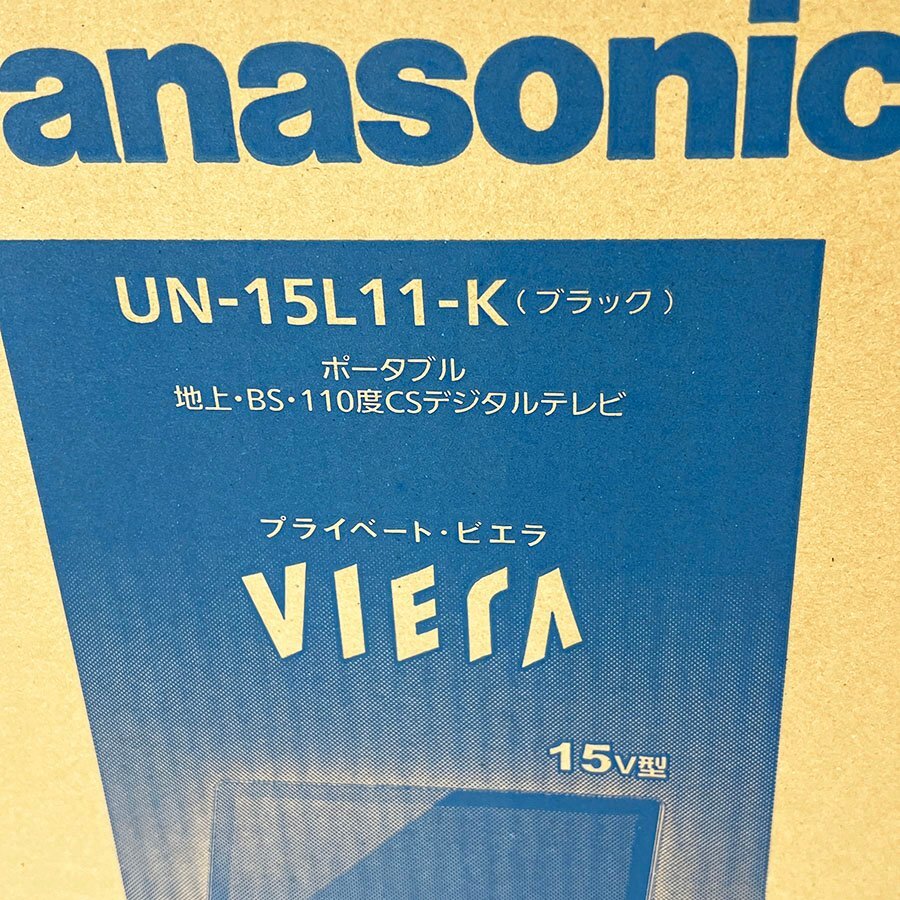 anasonic
UN-15L11-K(ブラック)
ポータブル
地上・BS・110度CSデジタルテレビ
プライベート・ビエラ
VIERA
15V型